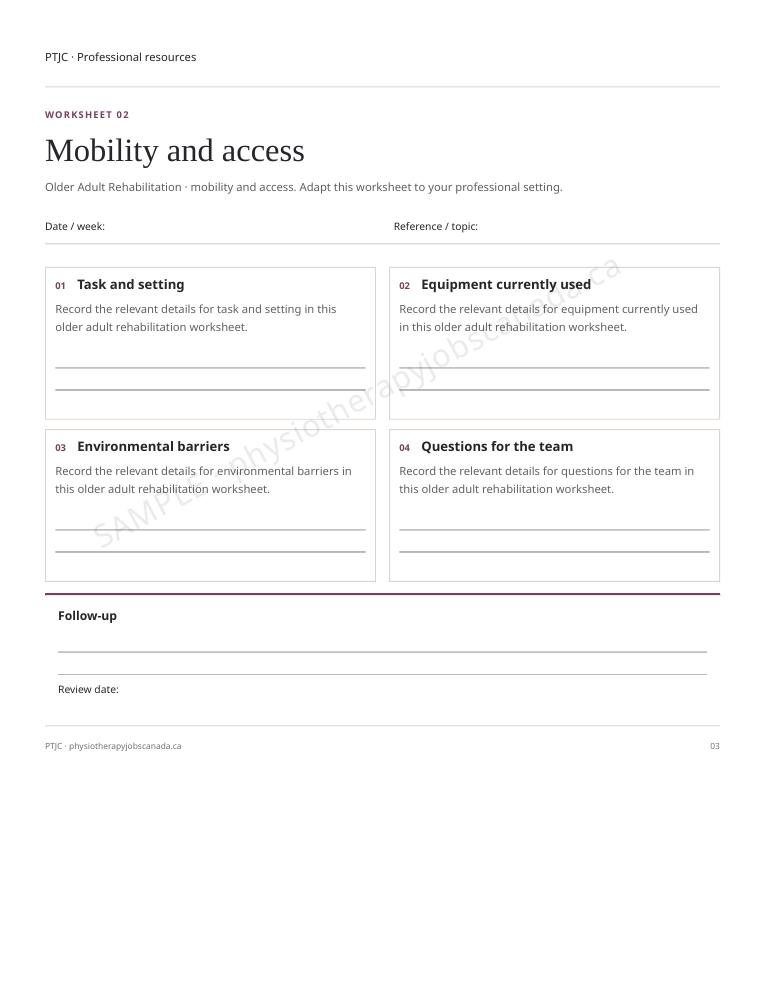 PTJC · Professional resources
WORKSHEET 02
Mobility and access
Older Adult Rehabilitation · mobility and access. Adapt this worksheet to your professional setting.
Date / week:
Reference / topic:
01 Task and setting
Record the relevant details for task and setting in this
older adult rehabilitation worksheet.
02 Equipment currently used
Record the relevant details for equipment currently used
in this older adult rehabilitation worksheet.
03 Environmental barriers
Record the relevant details for environmental barriers in
this older adult rehabilitation worksheet.
04 Questions for the team
Record the relevant details for questions for the team in
this older adult rehabilitation worksheet.
SAMPLE · physiotherapyjobscanada.ca
Follow-up
Review date:
PTJC · physiotherapyjobscanada.ca
03